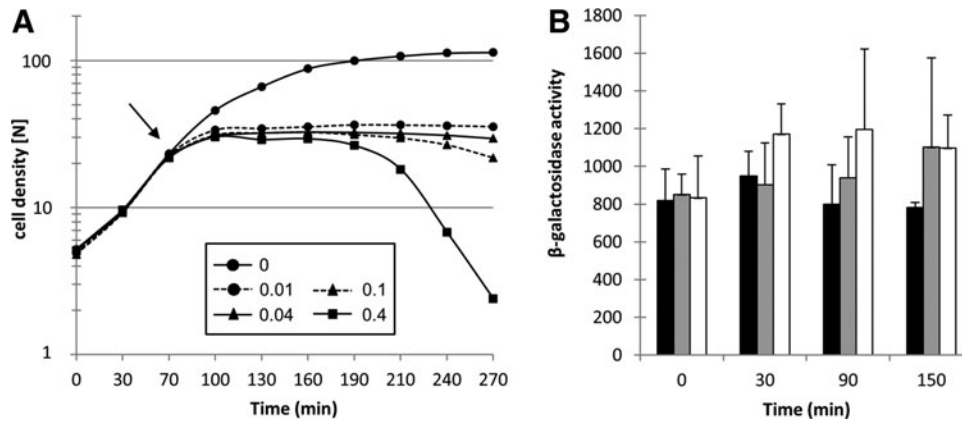 A
B
cell density [N]
100
10
1
0
0.01
0.1
0.04
0.4
0 30 70 100 130 160 190 210 240 270
Time (min)
β-galactosidase activity
1800
1600
1400
1200
1000
800
600
400
200
0
0 30 90 150
Time (min)